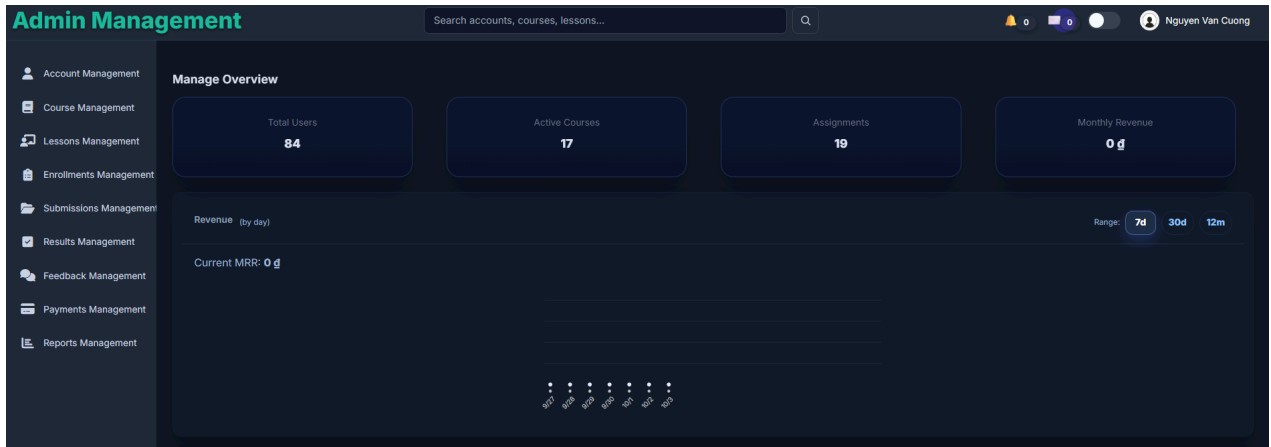 Admin Management
Search accounts, courses, lessons...
0
0
Nguyen Van Cuong
Account Management
Course Management
Lessons Management
Enrollments Management
Submissions Management
Results Management
Feedback Management
Payments Management
Reports Management
Manage Overview
Total Users
84
Active Courses
17
Assignments
19
Monthly Revenue
0 ₫
Revenue (by day)
Range: 7d 30d 12m
Current MRR: 0 ₫
9/27 9/28 9/29 9/30 10/1 10/2 10/3